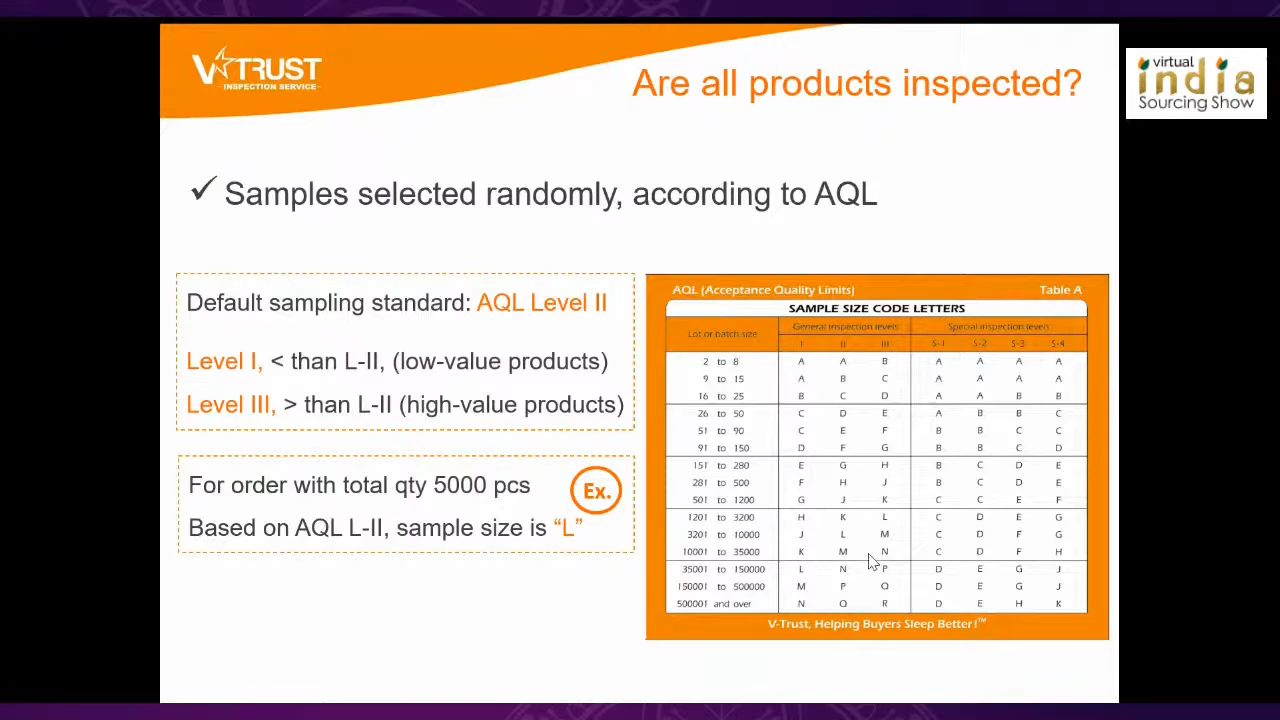 V TRUST
INSPECTION SERVICE
virtual
india
Sourcing Show
Are all products inspected?
✓ Samples selected randomly, according to AQL
Default sampling standard: AQL Level II
Level I, < than L-II, (low-value products)
Level III, > than L-II (high-value products)
For order with total qty 5000 pcs
Ex.
Based on AQL L-II, sample size is “L”
AQL (Acceptance Quality Limits) Table A
SAMPLE SIZE CODE LETTERS
Lot or batch size General inspection levels Special inspection levels
I II III S-1 S-2 S-3 S-4
2 to 8 A A B A A A A
9 to 15 A B C A A A A
16 to 25 B C D A A B B
26 to 50 C D E A B B C
51 to 90 C E F B B C C
91 to 150 D F G B B C D
151 to 280 E G H B C D E
281 to 500 F H J B C D E
501 to 1200 G J K C C E F
1201 to 3200 H K L C D E G
3201 to 10000 J L M C D F G
10001 to 35000 K M N C D F H
35001 to 150000 L N P D E G J
150001 to 500000 M P Q D E G J
500001 and over N Q R D E H K
V-Trust, Helping Buyers Sleep Better!™